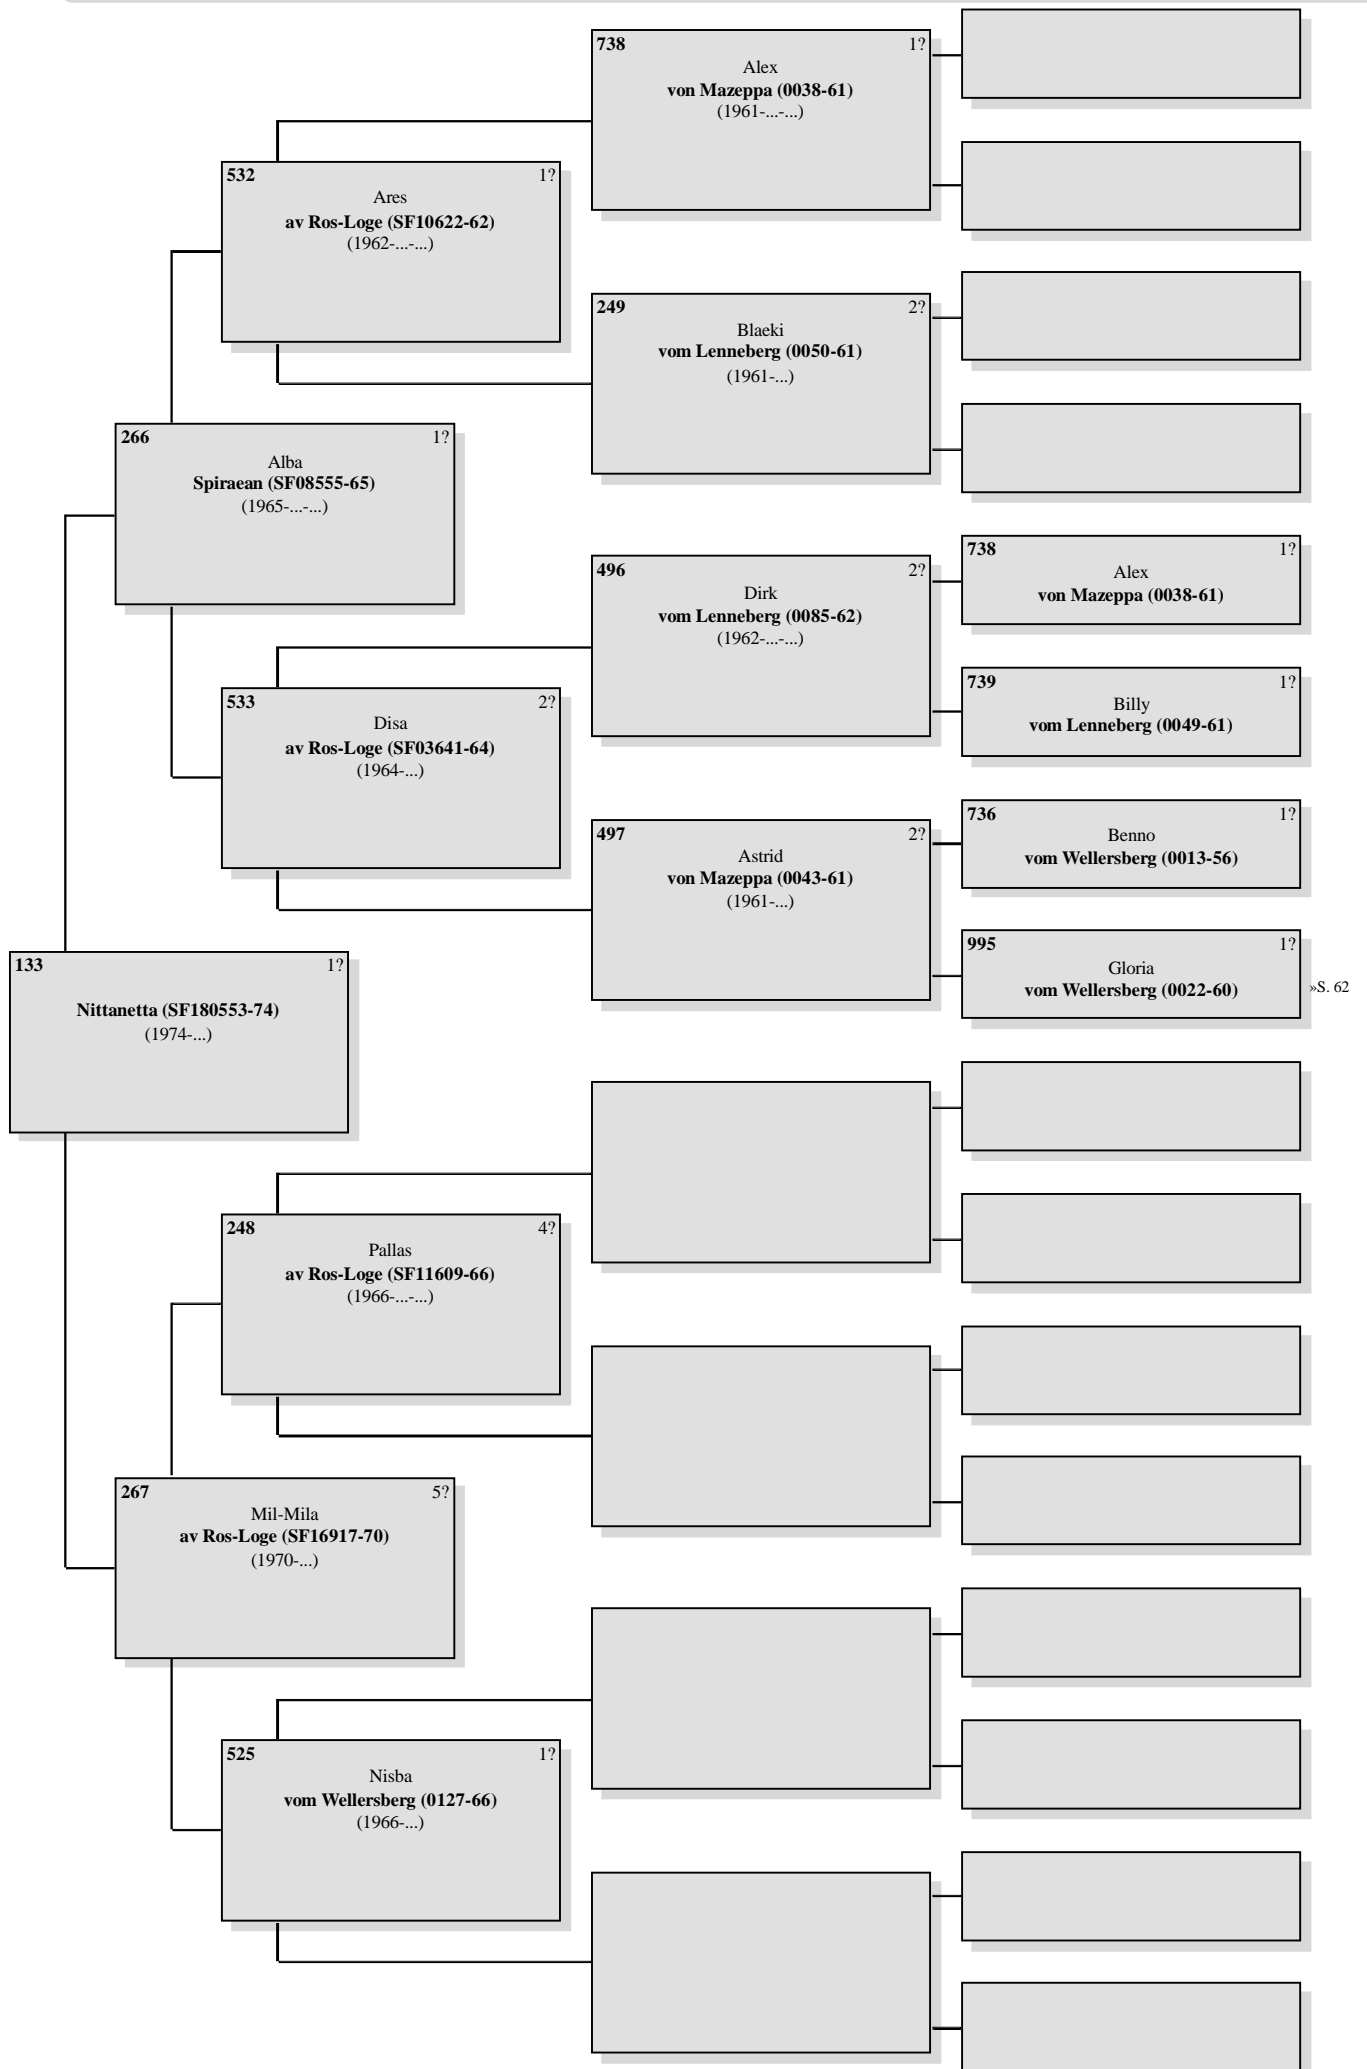 738 1?
Alex
von Mazeppa (0038-61)
(1961-...-...)
532 1?
Ares
av Ros-Loge (SF10622-62)
(1962-...-...)
249 2?
Blaeki
vom Lenneberg (0050-61)
(1961-...)
266 1?
Alba
Spiraean (SF08555-65)
(1965-...-...)
496 2?
Dirk
vom Lenneberg (0085-62)
(1962-...-...)
738 1?
Alex
von Mazeppa (0038-61)
739 1?
Billy
vom Lenneberg (0049-61)
533 2?
Disa
av Ros-Loge (SF03641-64)
(1964-...)
497 2?
Astrid
von Mazeppa (0043-61)
(1961-...)
736 1?
Benno
vom Wellersberg (0013-56)
995 1?
Gloria
vom Wellersberg (0022-60)
»S. 62
133 1?
Nittanetta (SF180553-74)
(1974-...)
248 4?
Pallas
av Ros-Loge (SF11609-66)
(1966-...-...)
267 5?
Mil-Mila
av Ros-Loge (SF16917-70)
(1970-...)
525 1?
Nisba
vom Wellersberg (0127-66)
(1966-...)